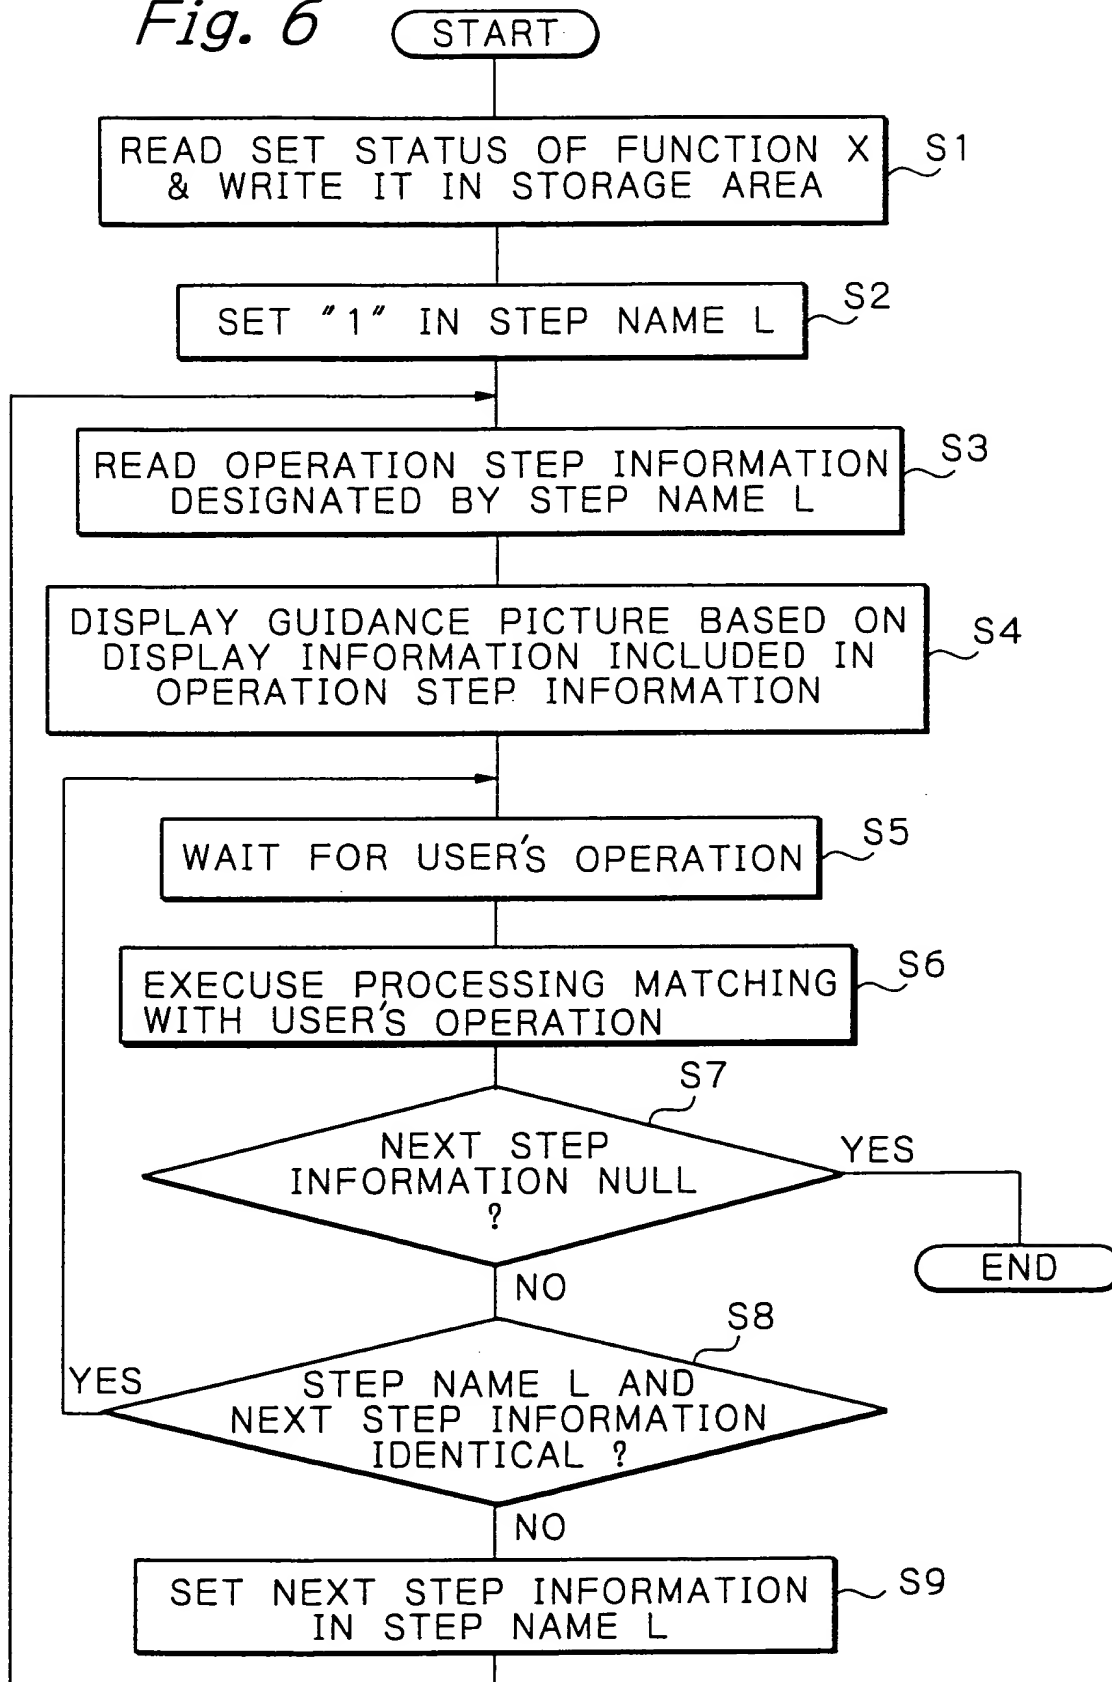 Fig. 6
START
READ SET STATUS OF FUNCTION X
& WRITE IT IN STORAGE AREA
S1
SET "1" IN STEP NAME L
S2
READ OPERATION STEP INFORMATION
DESIGNATED BY STEP NAME L
S3
DISPLAY GUIDANCE PICTURE BASED ON
DISPLAY INFORMATION INCLUDED IN
OPERATION STEP INFORMATION
S4
WAIT FOR USER'S OPERATION
S5
EXECUSE PROCESSING MATCHING
WITH USER'S OPERATION
S6
S7
NEXT STEP
INFORMATION NULL
?
YES
END
NO
S8
YES
STEP NAME L AND
NEXT STEP INFORMATION
IDENTICAL ?
NO
SET NEXT STEP INFORMATION
IN STEP NAME L
S9